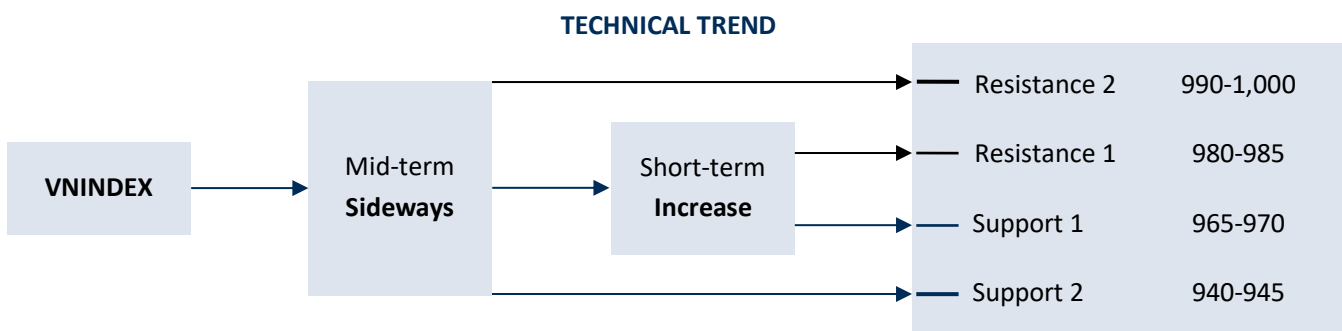 TECHNICAL TREND
VNINDEX
Mid-term
Sideways
Short-term
Increase
Resistance 2 990-1,000
Resistance 1 980-985
Support 1 965-970
Support 2 940-945